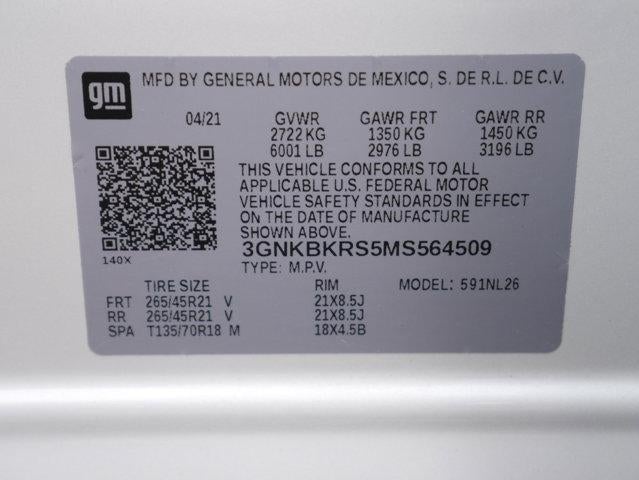 gm
MFD BY GENERAL MOTORS DE MEXICO, S. DE R.L. DE C.V.
04/21 GVWR GAWR FRT GAWR RR
2722 KG 1350 KG 1450 KG
6001 LB 2976 LB 3196 LB
THIS VEHICLE CONFORMS TO ALL
APPLICABLE U.S. FEDERAL MOTOR
VEHICLE SAFETY STANDARDS IN EFFECT
ON THE DATE OF MANUFACTURE
SHOWN ABOVE.
3GNKBKRS5MS564509
140X
TYPE: M.P.V.
TIRE SIZE RIM MODEL: 591NL26
FRT 265/45R21 V 21X8.5J
RR 265/45R21 V 21X8.5J
SPA T135/70R18 M 18X4.5B